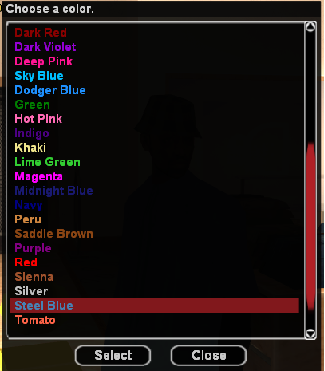 Choose a color.
Dark Red
Dark Violet
Deep Pink
Sky Blue
Dodger Blue
Green
Hot Pink
Indigo
Khaki
Lime Green
Magenta
Midnight Blue
Navy
Peru
Saddle Brown
Purple
Red
Sienna
Silver
Steel Blue
Tomato
Select Close